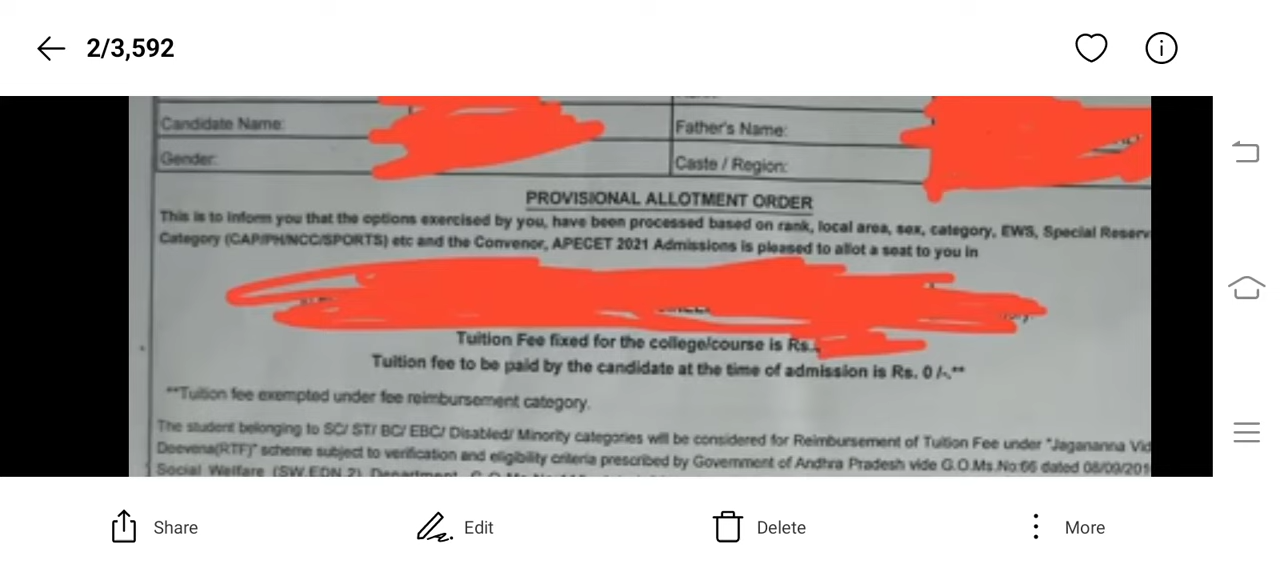 2/3,592
Candidate Name:
Father's Name:
Gender:
Caste / Region:
PROVISIONAL ALLOTMENT ORDER
This is to inform you that the options exercised by you, have been processed based on rank, local area, sex, category, EWS, Special Reserv
Category (CAP/PH/NCC/SPORTS) etc and the Convenor, APECET 2021 Admissions is pleased to allot a seat to you in
Tuition Fee fixed for the college/course is Rs.
Tuition fee to be paid by the candidate at the time of admission is Rs. 0 /-.**
**Tuition fee exempted under fee reimbursement category.
The student belonging to SC/ ST/ BC/ EBC/ Disabled/ Minority categories will be considered for Reimbursement of Tuition Fee under "Jagananna Vid
Deevena(RTF)" scheme subject to verification and eligibility criteria prescribed by Government of Andhra Pradesh vide G.O.Ms.No:66 dated 08/09/201
Social Welfare (SW.EDN.2) Department,
Share
Edit
Delete
More